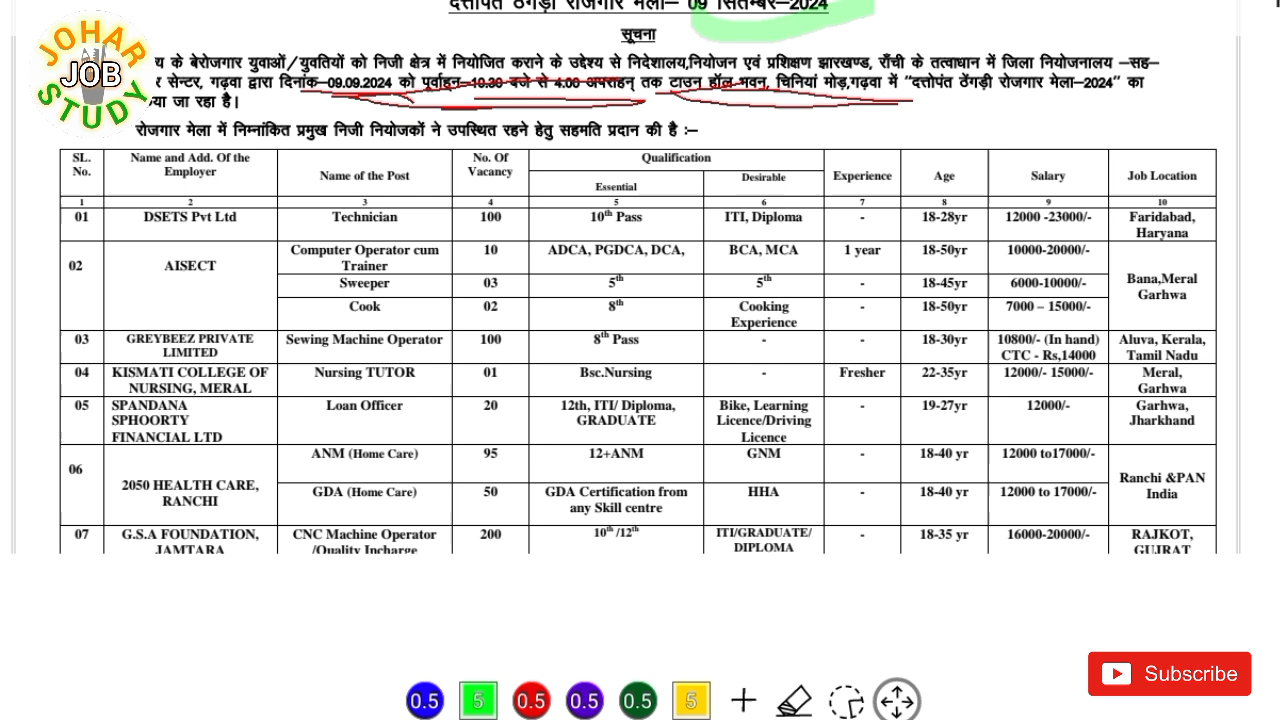 दत्तोपंत ठेंगड़ी रोजगार मेला— 09 सितम्बर—2024
सूचना
JOHAR
JOB
STUDY
य के बेरोजगार युवाओं/युवतियों को निजी क्षेत्र में नियोजित कराने के उद्देश्य से निदेशालय,नियोजन एवं प्रशिक्षण झारखण्ड, राँची के तत्वाधान में जिला नियोजनालय —सह—
र सेन्टर, गढ़वा द्वारा दिनांक—09.09.2024 को पूर्वाहन—10.30 बजे से 4.00 अपराहन् तक टाउन हॉल भवन, चिनियां मोड़,गढ़वा में "दत्तोपंत ठेंगड़ी रोजगार मेला—2024" का
या जा रहा है।
रोजगार मेला में निम्नांकित प्रमुख निजी नियोजकों ने उपस्थित रहने हेतु सहमति प्रदान की है :—
SL. No. Name and Add. Of the Employer Name of the Post No. Of Vacancy Qualification Experience Age Salary Job Location
Essential Desirable
1 2 3 4 5 6 7 8 9 10
01 DSETS Pvt Ltd Technician 100 10th Pass ITI, Diploma - 18-28yr 12000 -23000/- Faridabad, Haryana
02 AISECT Computer Operator cum Trainer 10 ADCA, PGDCA, DCA, BCA, MCA 1 year 18-50yr 10000-20000/- Bana,Meral Garhwa
Sweeper 03 5th 5th - 18-45yr 6000-10000/-
Cook 02 8th Cooking Experience - 18-50yr 7000 – 15000/-
03 GREYBEEZ PRIVATE LIMITED Sewing Machine Operator 100 8th Pass - - 18-30yr 10800/- (In hand) CTC - Rs,14000 Aluva, Kerala, Tamil Nadu
04 KISMATI COLLEGE OF NURSING, MERAL Nursing TUTOR 01 Bsc.Nursing - Fresher 22-35yr 12000/- 15000/- Meral, Garhwa
05 SPANDANA SPHOORTY FINANCIAL LTD Loan Officer 20 12th, ITI/ Diploma, GRADUATE Bike, Learning Licence/Driving Licence - 19-27yr 12000/- Garhwa, Jharkhand
06 2050 HEALTH CARE, RANCHI ANM (Home Care) 95 12+ANM GNM - 18-40 yr 12000 to17000/- Ranchi &PAN India
GDA (Home Care) 50 GDA Certification from any Skill centre HHA - 18-40 yr 12000 to 17000/-
07 G.S.A FOUNDATION, JAMTARA CNC Machine Operator /Quality Incharge 200 10th /12th ITI/GRADUATE/ DIPLOMA - 18-35 yr 16000-20000/- RAJKOT, GUJRAT
Subscribe
0.5 5 0.5 0.5 0.5 5